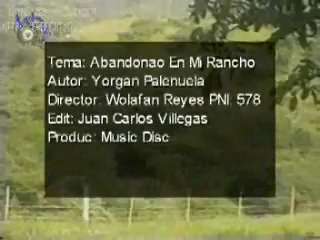 Tema: Abandonao En Mi Rancho
Autor: Yorgan Palenuela
Director: Wolafan Reyes PNI: 578
Edit: Juan Carlos Villegas
Produc: Music Disc